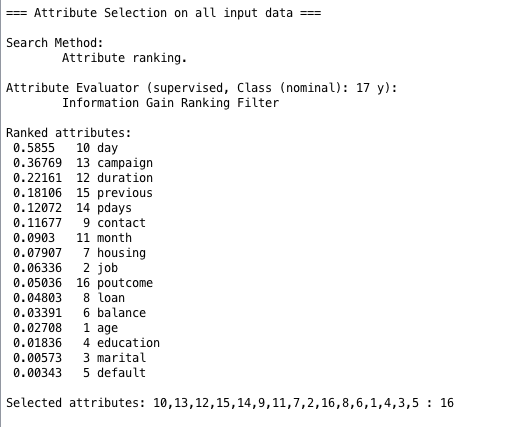 === Attribute Selection on all input data ===
Search Method:
Attribute ranking.
Attribute Evaluator (supervised, Class (nominal): 17 y):
Information Gain Ranking Filter
Ranked attributes:
0.5855 10 day
0.36769 13 campaign
0.22161 12 duration
0.18106 15 previous
0.12072 14 pdays
0.11677 9 contact
0.0903 11 month
0.07907 7 housing
0.06336 2 job
0.05036 16 poutcome
0.04803 8 loan
0.03391 6 balance
0.02708 1 age
0.01836 4 education
0.00573 3 marital
0.00343 5 default
Selected attributes: 10,13,12,15,14,9,11,7,2,16,8,6,1,4,3,5 : 16